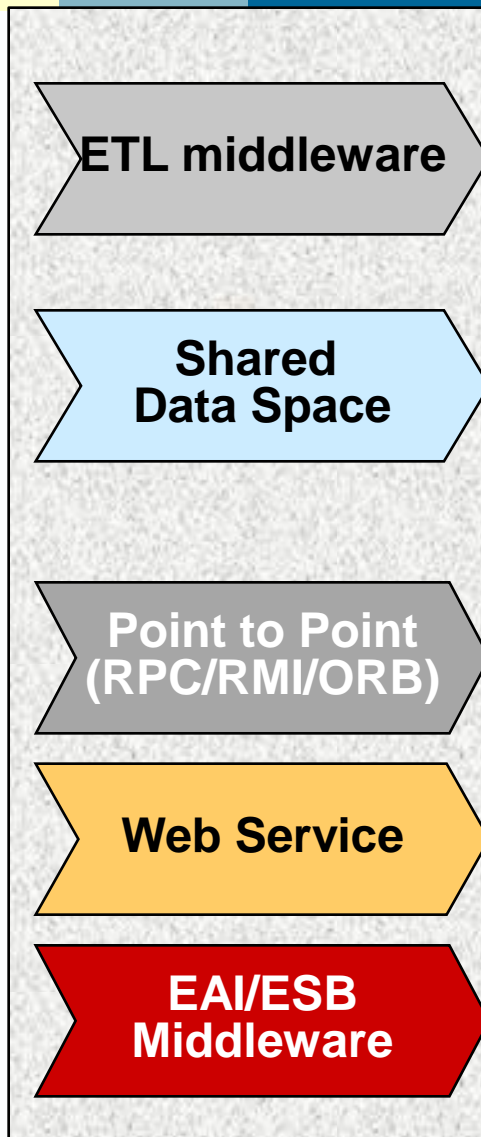 ETL middleware
Shared
Data Space
Point to Point
(RPC/RMI/ORB)
Web Service
EAI/ESB
Middleware